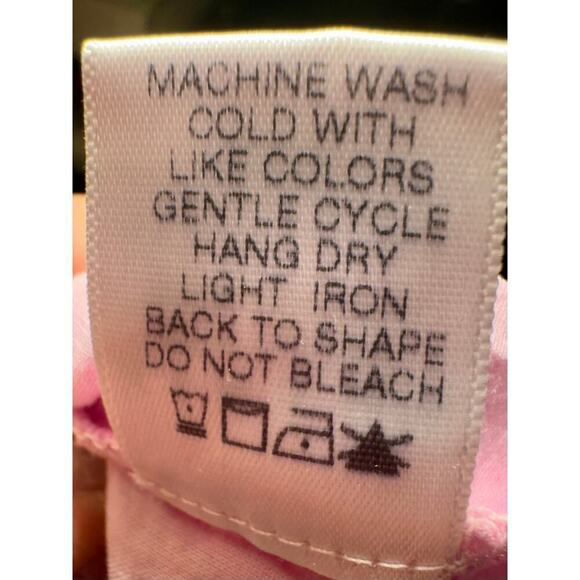 MACHINE WASH
COLD WITH
LIKE COLORS
GENTLE CYCLE
HANG DRY
LIGHT IRON
BACK TO SHAPE
DO NOT BLEACH